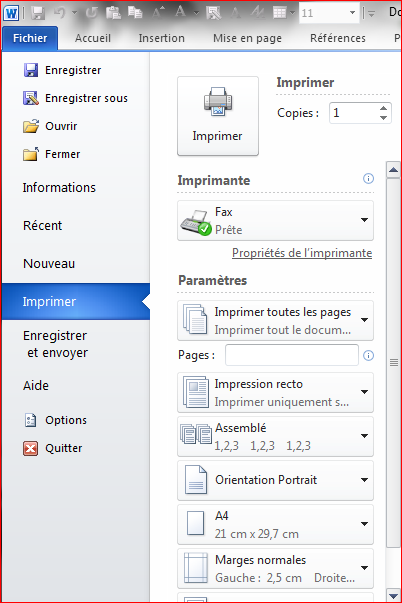 W
11
Do
Fichier
Accueil
Insertion
Mise en page
Références
P
Enregistrer
Enregistrer sous
Ouvrir
Fermer
Informations
Récent
Nouveau
Imprimer
Enregistrer
et envoyer
Aide
Options
Quitter
Imprimer
Imprimer
Copies : 1
Imprimante
Fax
Prête
Propriétés de l'imprimante
Paramètres
Imprimer toutes les pages
Imprimer tout le docum...
Pages :
Impression recto
Imprimer uniquement s...
Assemblé
1,2,3 1,2,3 1,2,3
Orientation Portrait
A4
21 cm x 29,7 cm
Marges normales
Gauche : 2,5 cm Droite...